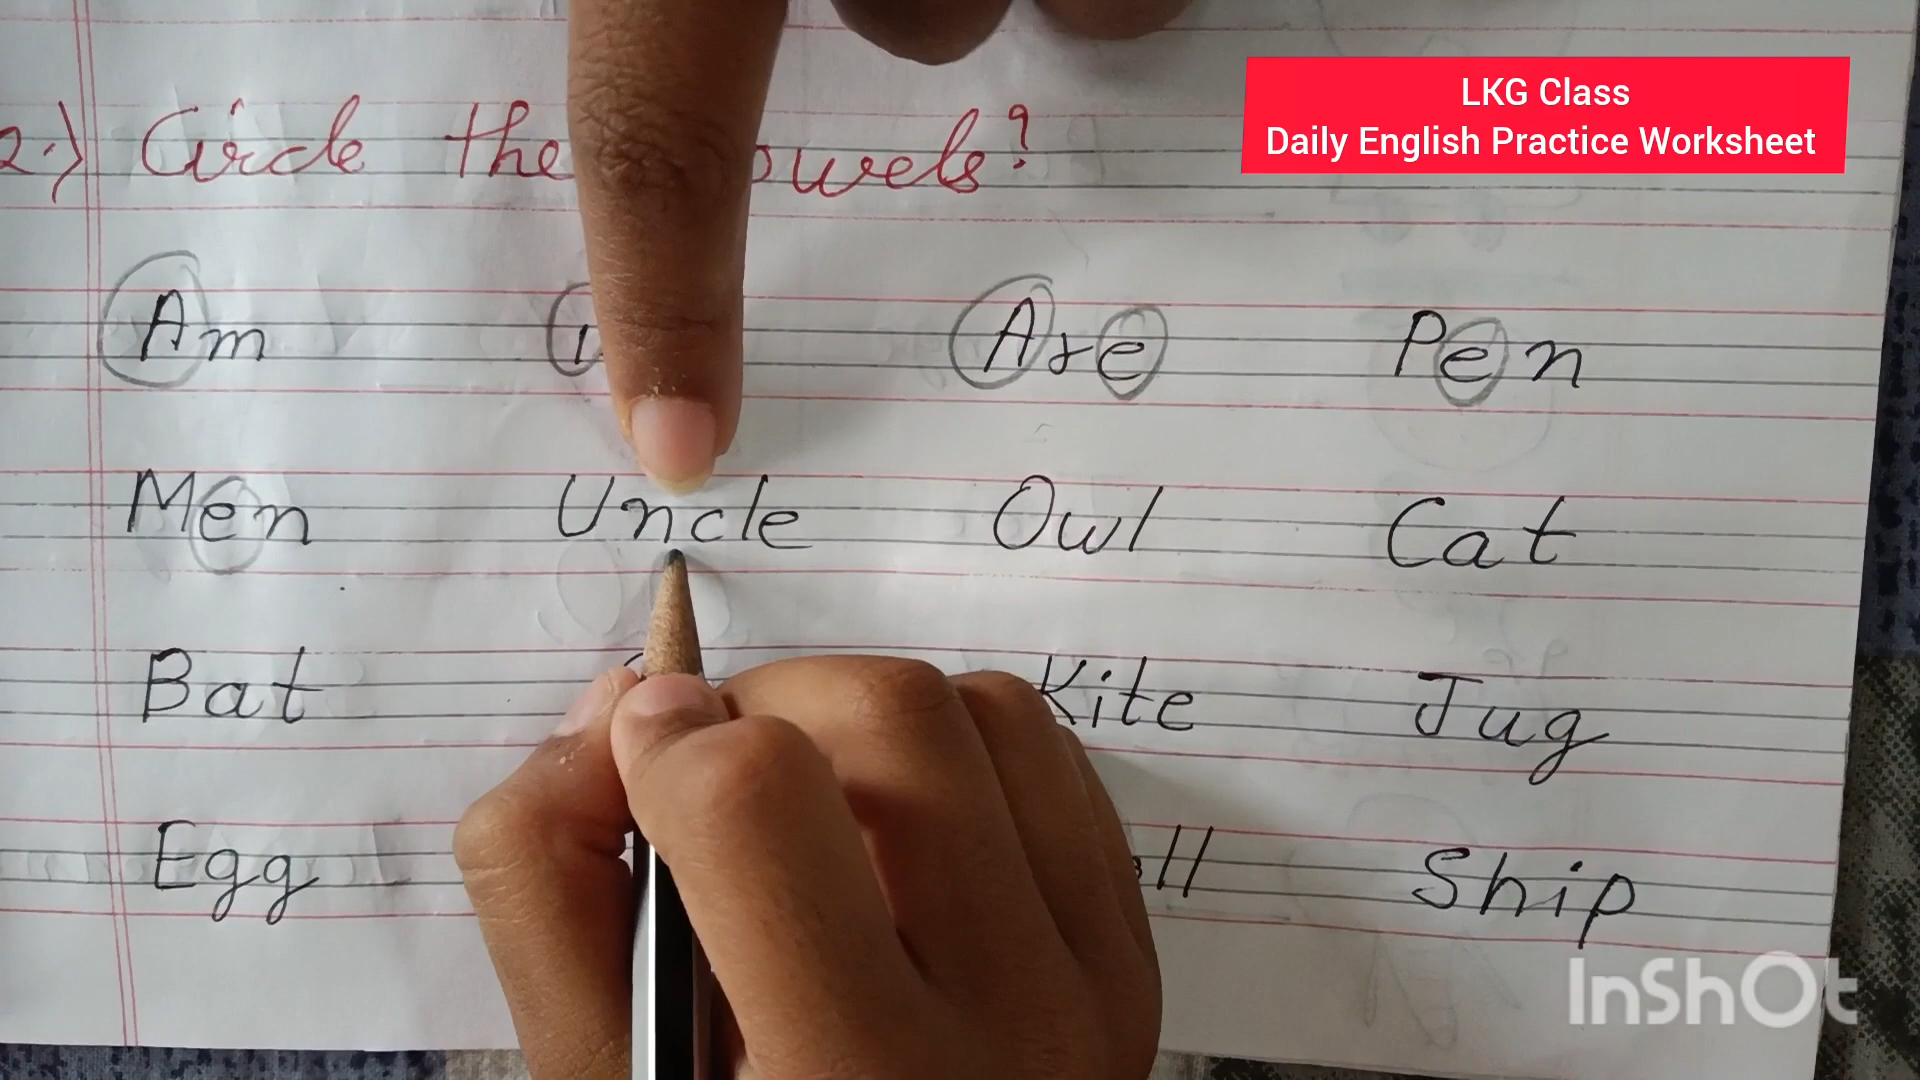 LKG Class
Daily English Practice Worksheet
2.) Circle the owels?
Am Are Pen
Men Uncle Owl Cat
Bat Kite Jug
Egg ll Ship
InShOt